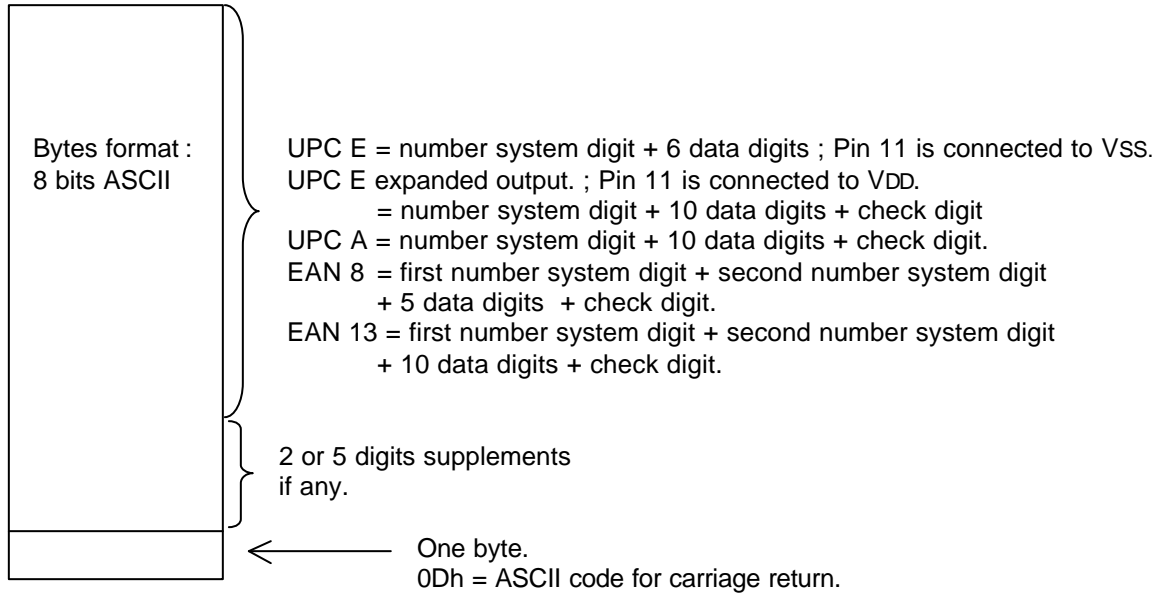 Bytes format :
8 bits ASCII
UPC E = number system digit + 6 data digits ; Pin 11 is connected to VSS.
UPC E expanded output. ; Pin 11 is connected to VDD.
= number system digit + 10 data digits + check digit
UPC A = number system digit + 10 data digits + check digit.
EAN 8 = first number system digit + second number system digit
+ 5 data digits + check digit.
EAN 13 = first number system digit + second number system digit
+ 10 data digits + check digit.
2 or 5 digits supplements
if any.
One byte.
0Dh = ASCII code for carriage return.